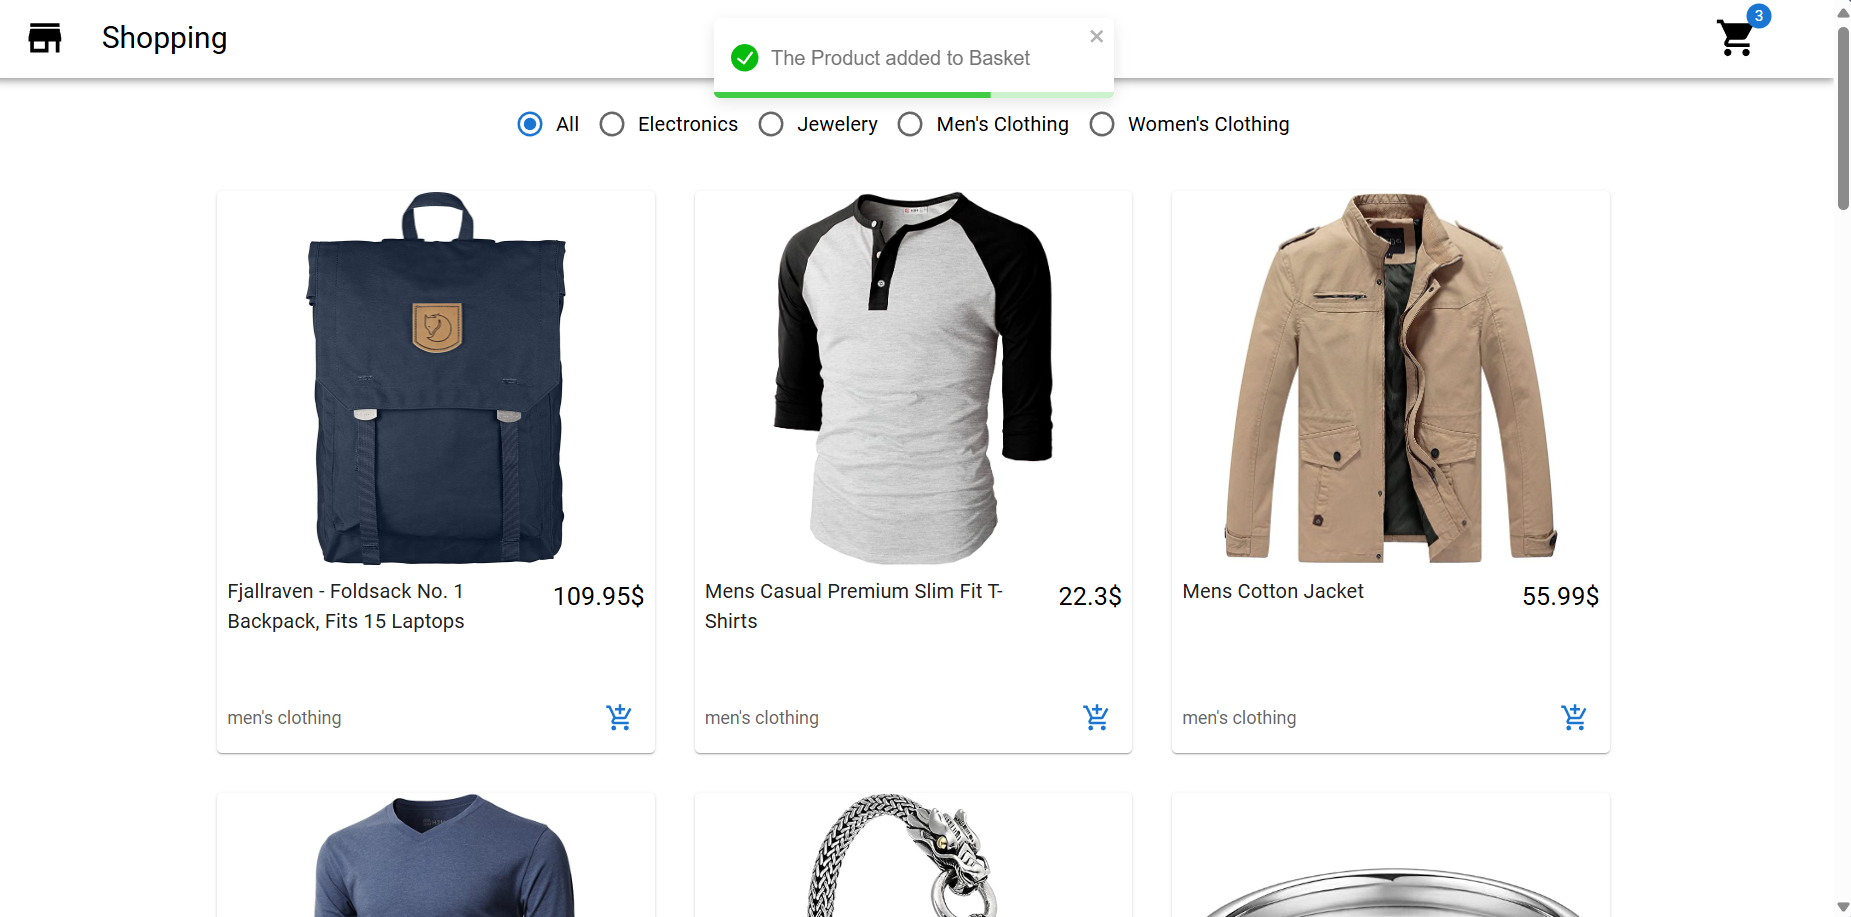 Shopping
3
The Product added to Basket
All
Electronics
Jewelery
Men's Clothing
Women's Clothing
Fjallraven - Foldsack No. 1
Backpack, Fits 15 Laptops
109.95$
men's clothing
Mens Casual Premium Slim Fit T-
Shirts
22.3$
men's clothing
Mens Cotton Jacket
55.99$
men's clothing